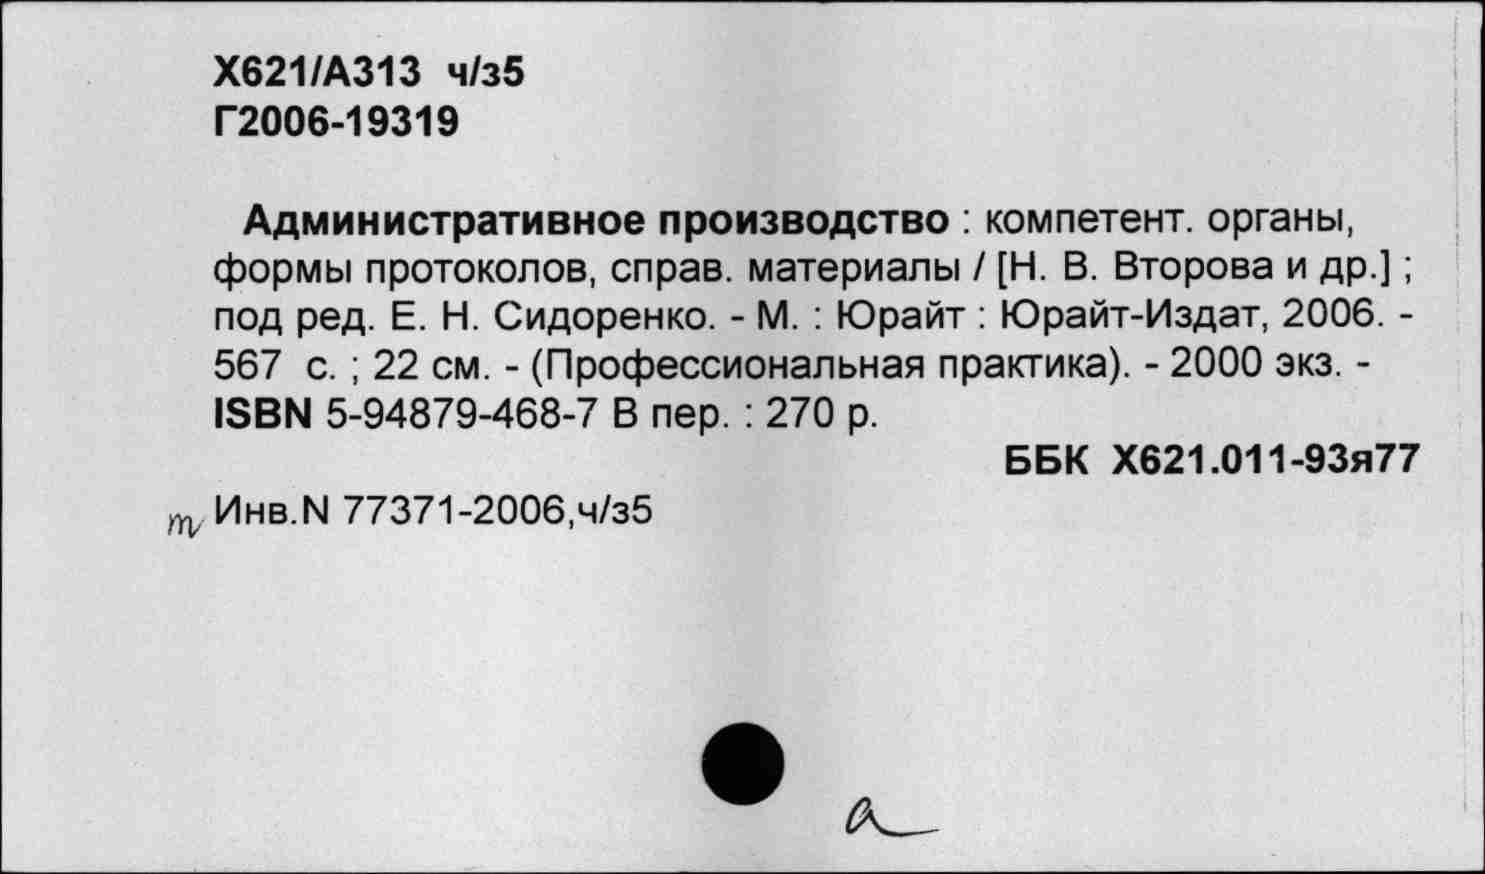 Х621/А313 ч/з5
Г2006-19319
Административное производство : компетент. органы,
формы протоколов, справ. материалы / [Н. В. Второва и др.] ;
под ред. Е. Н. Сидоренко. - М. : Юрайт : Юрайт-Издат, 2006. -
567 с. ; 22 см. - (Профессиональная практика). - 2000 экз. -
ISBN 5-94879-468-7 В пер. : 270 р.
ББК Х621.011-93я77
Инв.N 77371-2006,ч/з5
а